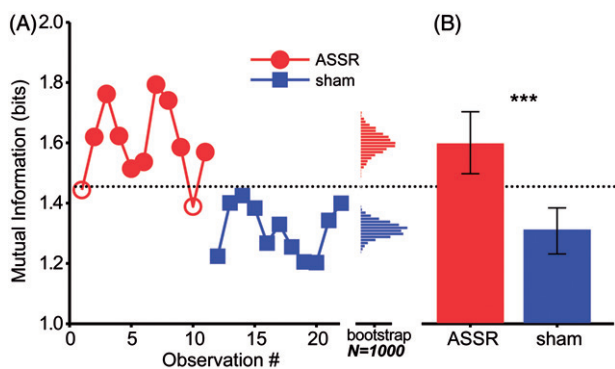 (A)
(B)
Mutual Information (bits)
2.0
1.8
1.6
1.4
1.2
1.0
ASSR
sham
***
0
5
10
15
20
Observation #
bootstrap
N=1000
ASSR
sham